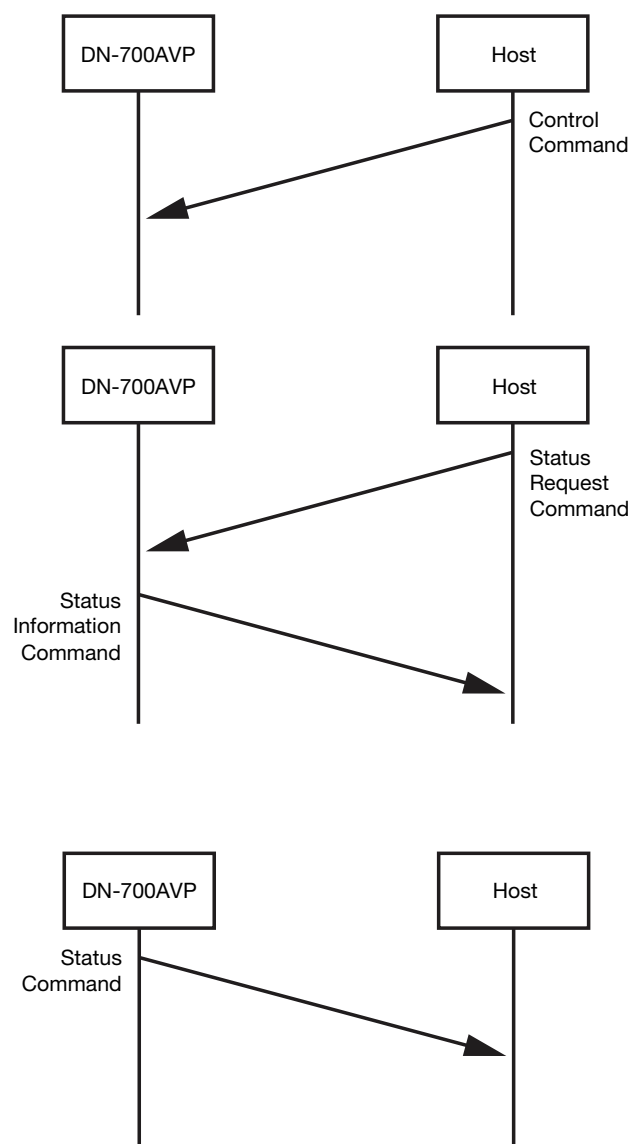 DN-700AVP
Host
Control
Command
DN-700AVP
Host
Status
Request
Command
Status
Information
Command
DN-700AVP
Host
Status
Command